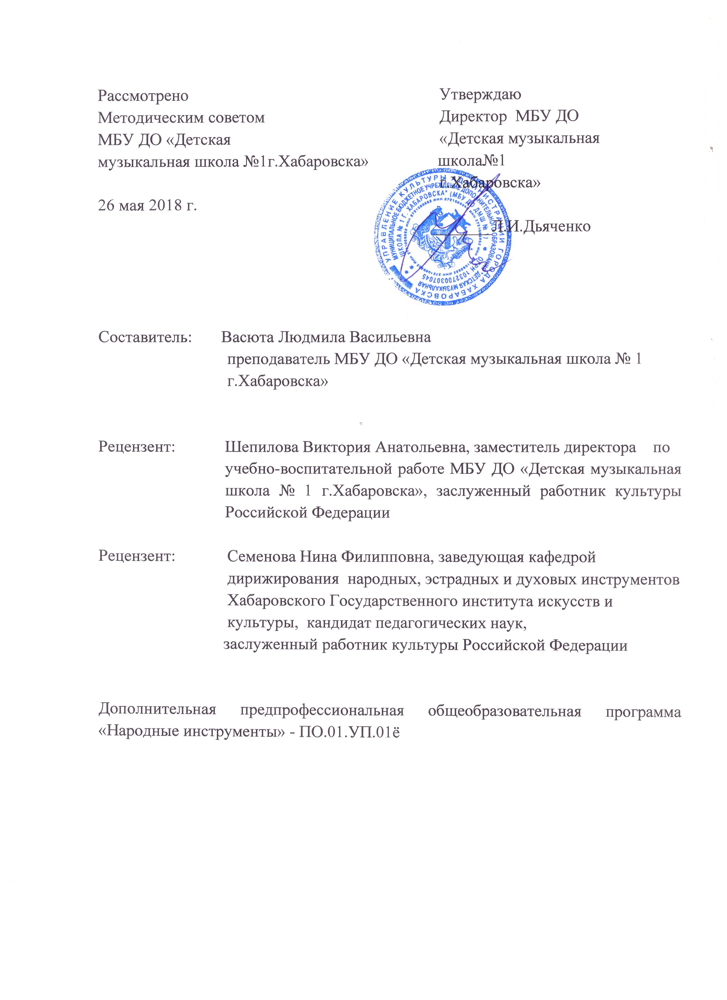 Рассмотрено
Методическим советом
МБУ ДО «Детская
музыкальная школа №1г.Хабаровска»
26 мая 2018 г.
Утверждаю
Директор МБУ ДО
«Детская музыкальная
школа№1
г.Хабаровска»
Л.И.Дьяченко
УПРАВЛЕНИЕ КУЛЬТУРЫ АДМИНИСТРАЦИИ ГОРОДА ХАБАРОВСКА
МУНИЦИПАЛЬНОЕ БЮДЖЕТНОЕ УЧРЕЖДЕНИЕ ДОПОЛНИТЕЛЬНОГО ОБРАЗОВАНИЯ "ДЕТСКАЯ МУЗЫКАЛЬНАЯ
ШКОЛА № 1 Г. ХАБАРОВСКА" (МБУ ДО ДМШ № 1) * ОГРН 1032700307045 *
Составитель: Васюта Людмила Васильевна
преподаватель МБУ ДО «Детская музыкальная школа № 1
г.Хабаровска»
Рецензент: Шепилова Виктория Анатольевна, заместитель директора по
учебно-воспитательной работе МБУ ДО «Детская музыкальная
школа № 1 г.Хабаровска», заслуженный работник культуры
Российской Федерации
Рецензент: Семенова Нина Филипповна, заведующая кафедрой
дирижирования народных, эстрадных и духовых инструментов
Хабаровского Государственного института искусств и
культуры, кандидат педагогических наук,
заслуженный работник культуры Российской Федерации
Дополнительная предпрофессиональная общеобразовательная программа
«Народные инструменты» - ПО.01.УП.01ё